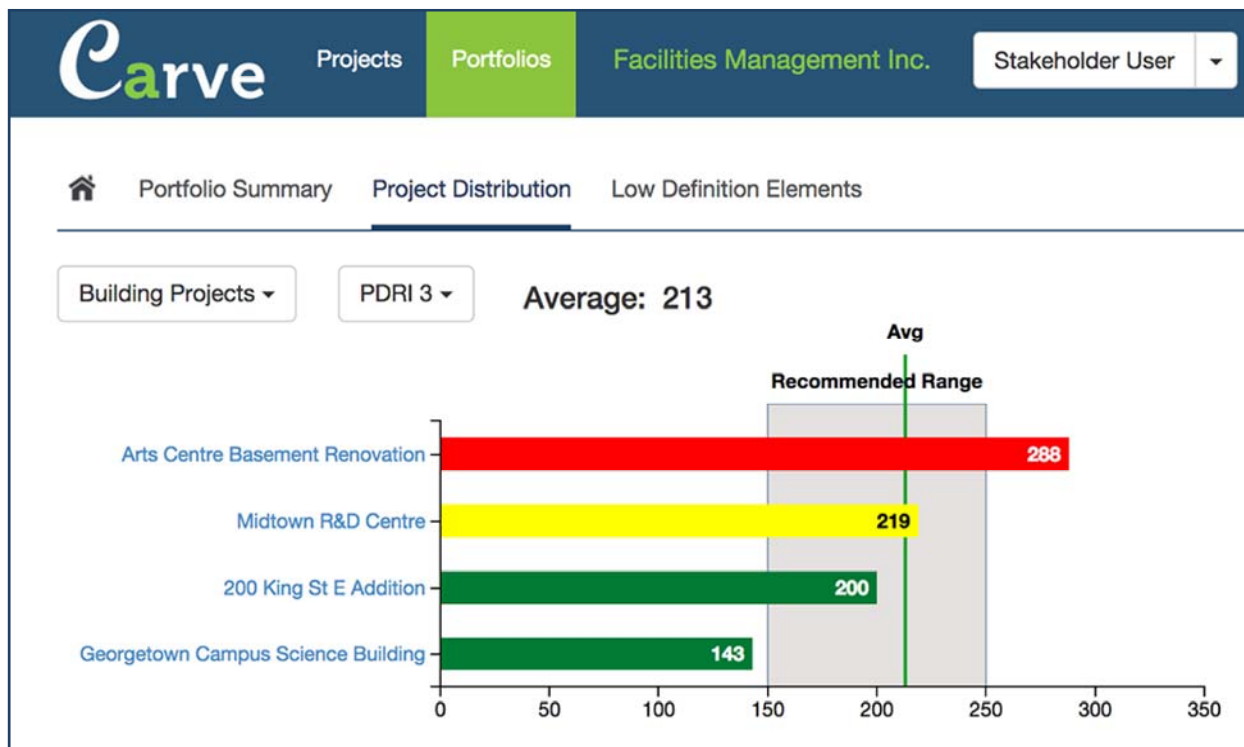 Carve Projects Portfolios Facilities Management Inc. Stakeholder User
Portfolio Summary Project Distribution Low Definition Elements
Building Projects PDRI 3 Average: 213
Avg
Recommended Range
Arts Centre Basement Renovation 288
Midtown R&D Centre 219
200 King St E Addition 200
Georgetown Campus Science Building 143
0 50 100 150 200 250 300 350